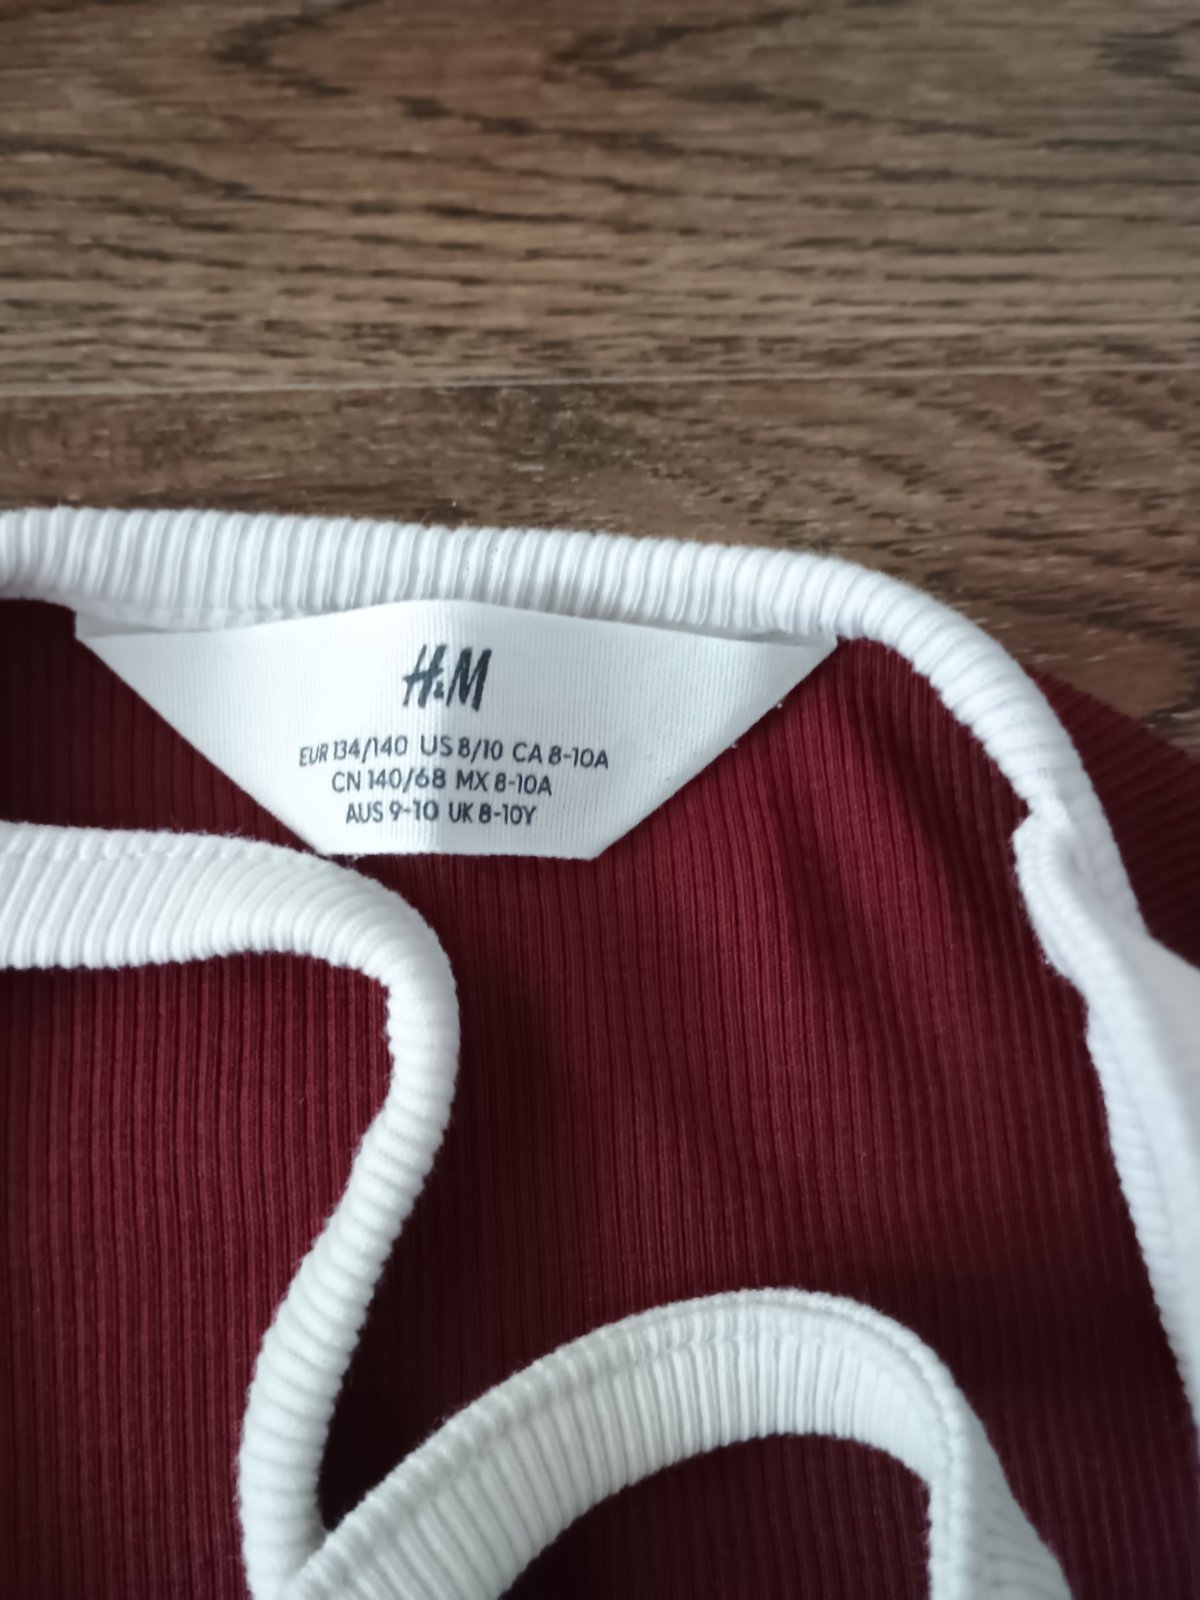 H&M
EUR 134/140 US 8/10 CA 8-10A
CN 140/68 MX 8-10A
AUS 9-10 UK 8-10Y